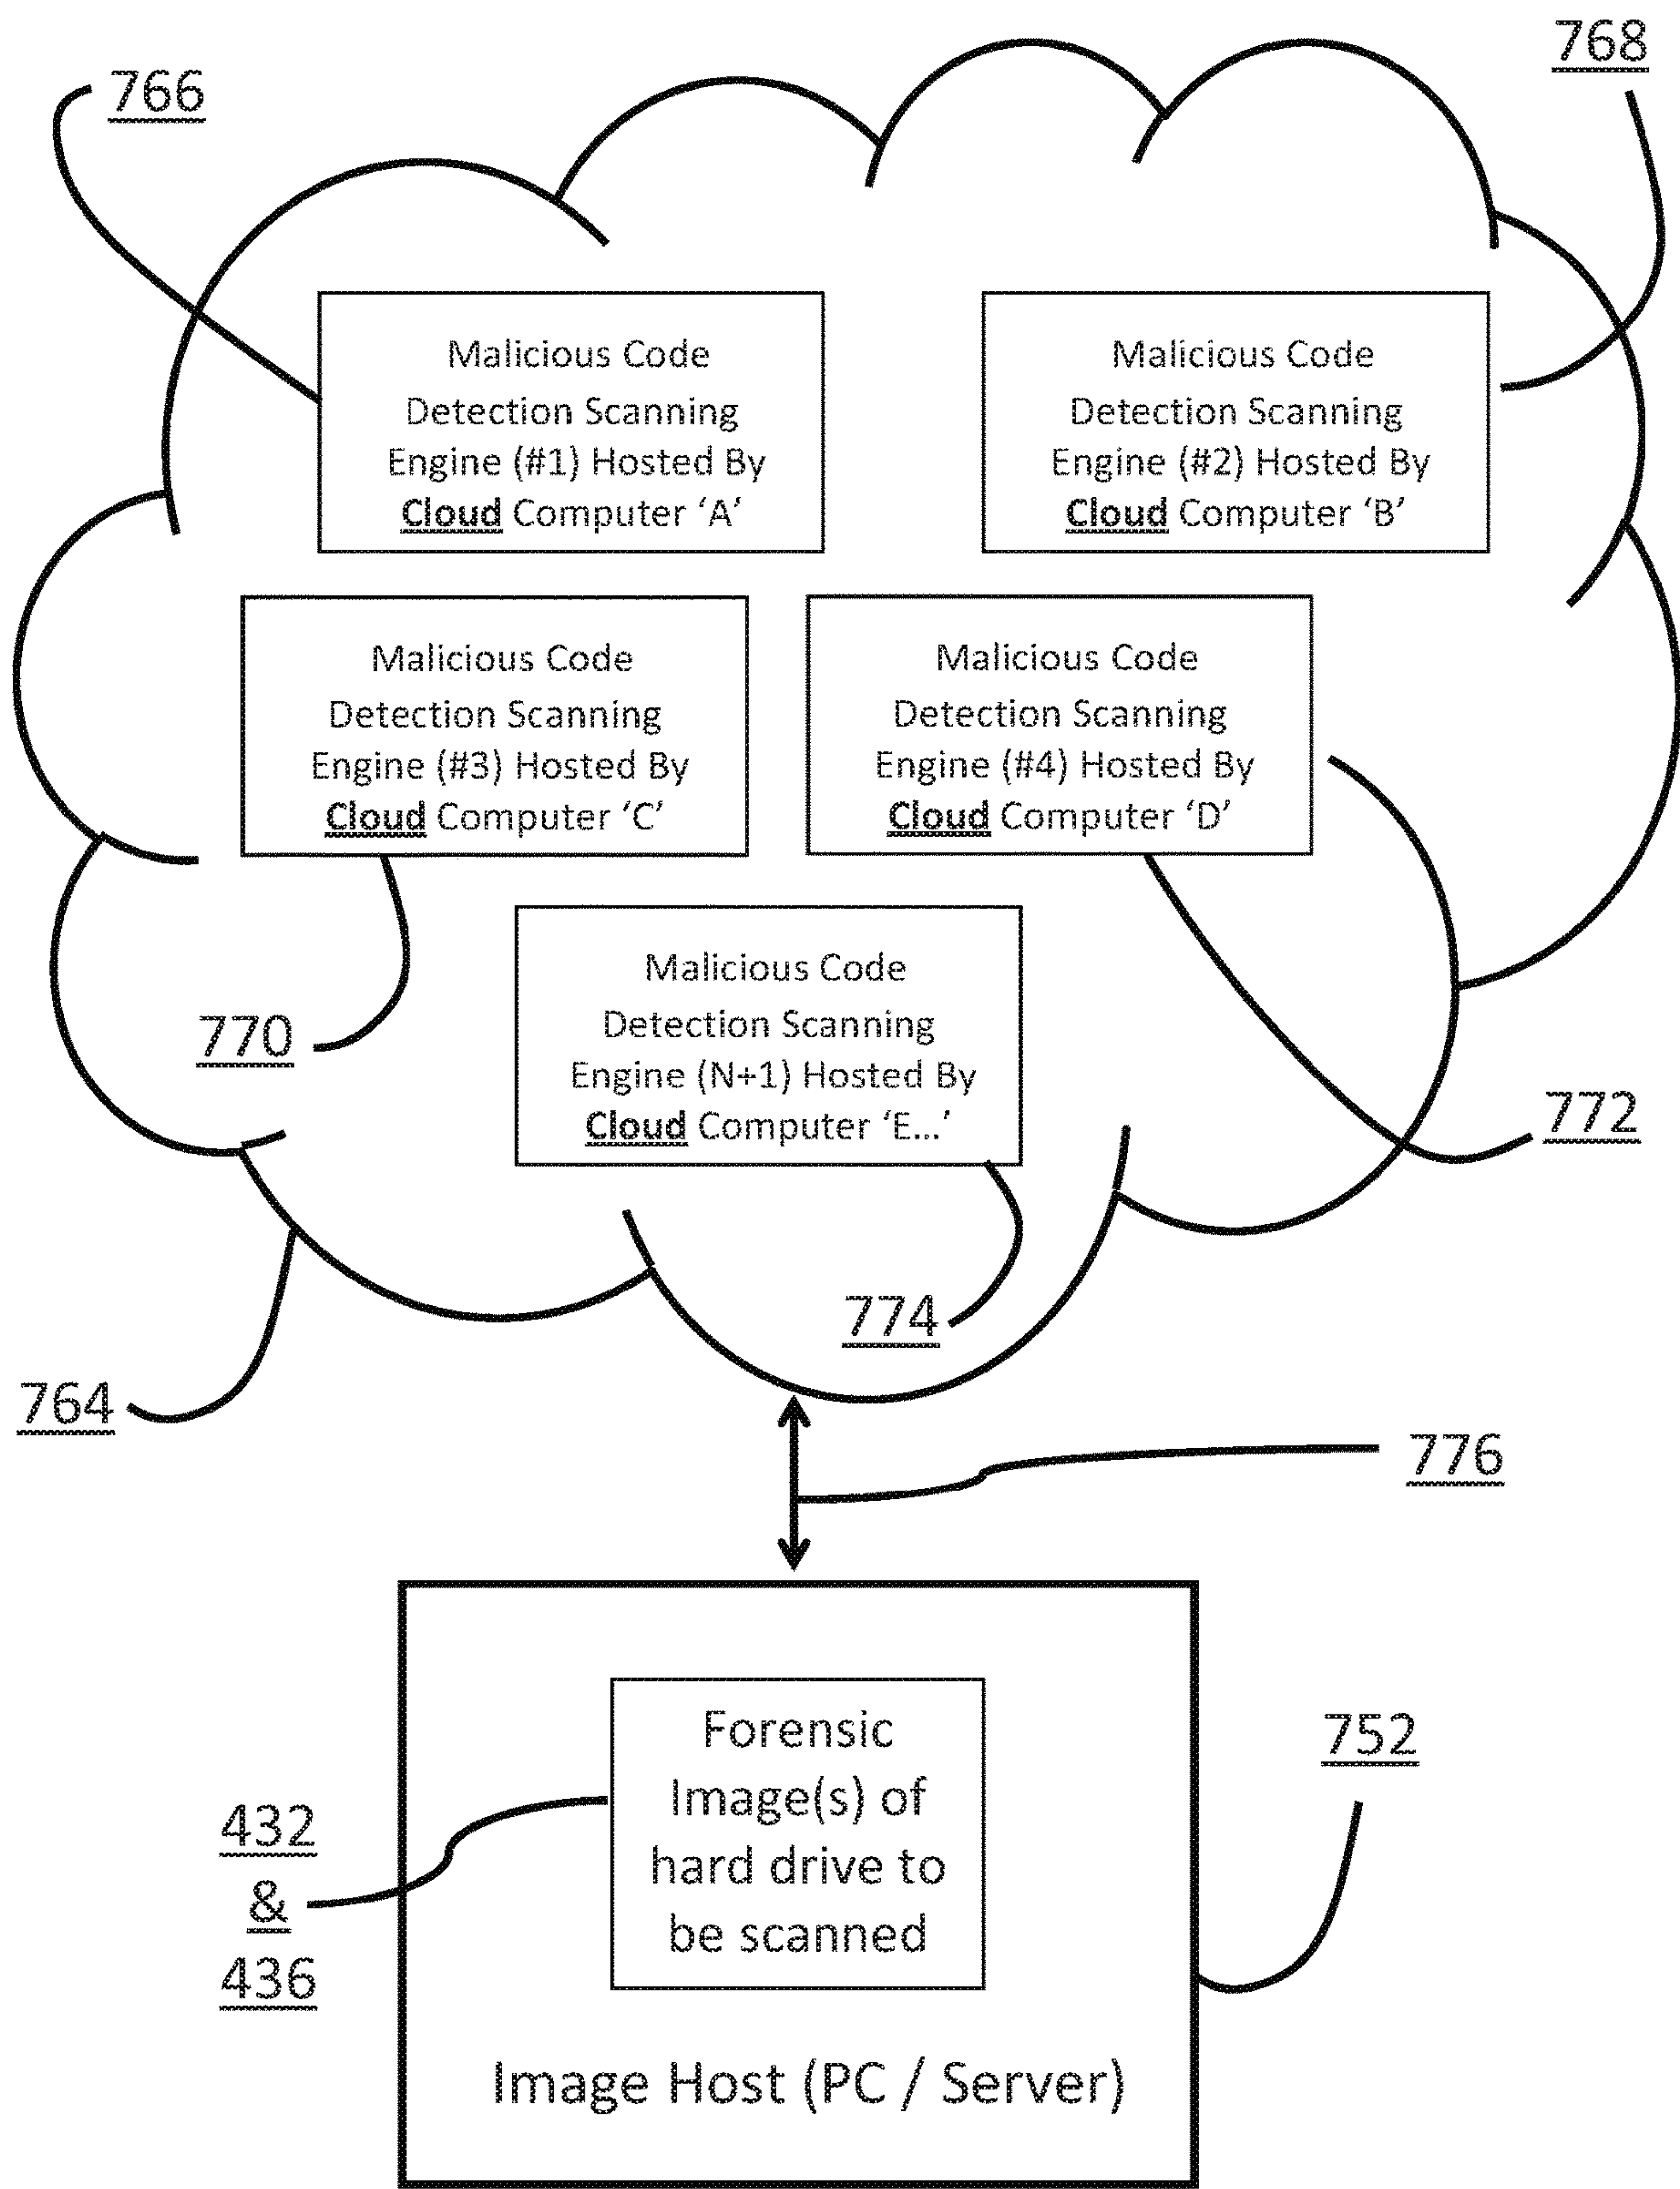 768
766
Malicious Code
Detection Scanning
Engine (#1) Hosted By
Cloud Computer ‘A’
Malicious Code
Detection Scanning
Engine (#2) Hosted By
Cloud Computer ‘B’
Malicious Code
Detection Scanning
Engine (#3) Hosted By
Cloud Computer ‘C’
Malicious Code
Detection Scanning
Engine (#4) Hosted By
Cloud Computer ‘D’
Malicious Code
Detection Scanning
Engine (N+1) Hosted By
Cloud Computer ‘E...’
770
772
774
764
776
Forensic
Image(s) of
hard drive to
be scanned
752
432
&
436
Image Host (PC / Server)